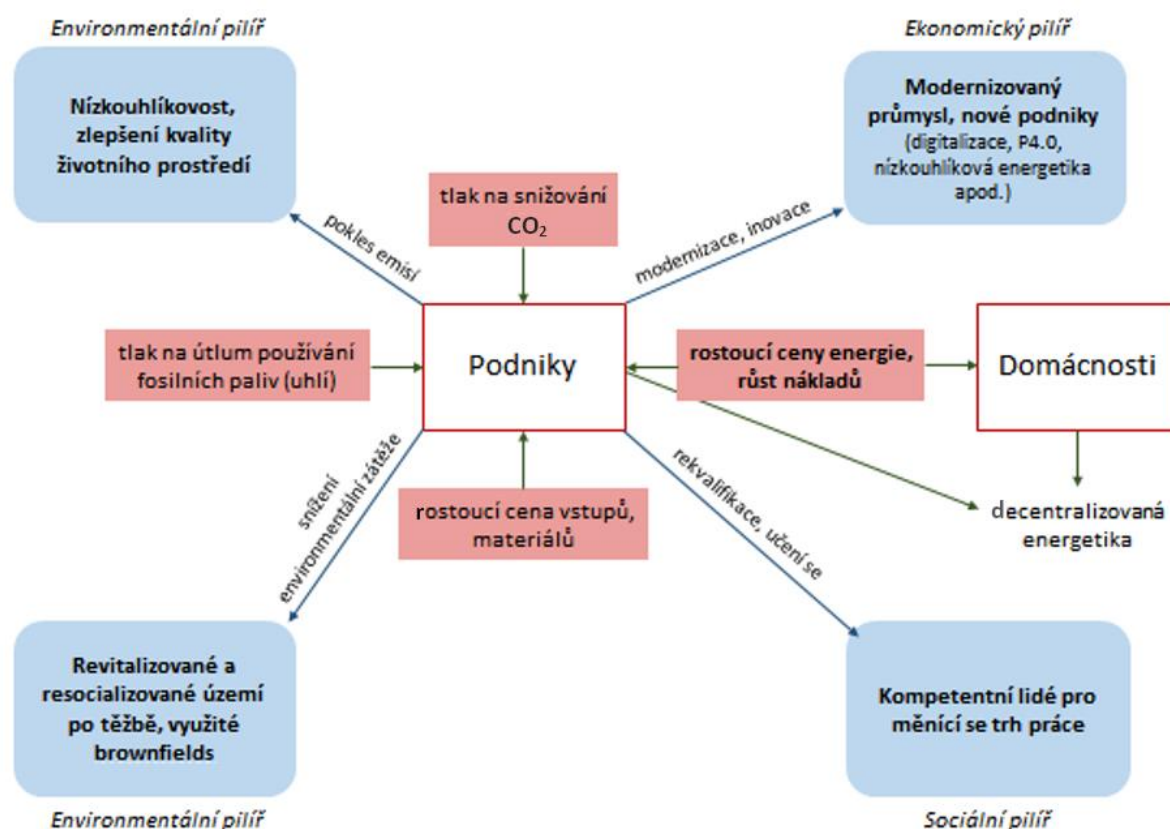 Environmentální pilíř
Nízkouhlíkovost,
zlepšení kvality
životního prostředí
Ekonomický pilíř
Modernizovaný
průmysl, nové podniky
(digitalizace, P4.0,
nízkouhlíková energetika
apod.)
tlak na snižování
CO₂
pokles emisí
modernizace, inovace
tlak na útlum používání
fosilních paliv (uhlí)
Podniky
rostoucí ceny energie,
růst nákladů
Domácnosti
snížení
environmentální zátěže
rostoucí cena vstupů,
materiálů
rekvalifikace, učení se
decentralizovaná
energetika
Revitalizované a
resocializované území
po těžbě, využité
brownfields
Environmentální pilíř
Kompetentní lidé pro
měnící se trh práce
Sociální pilíř